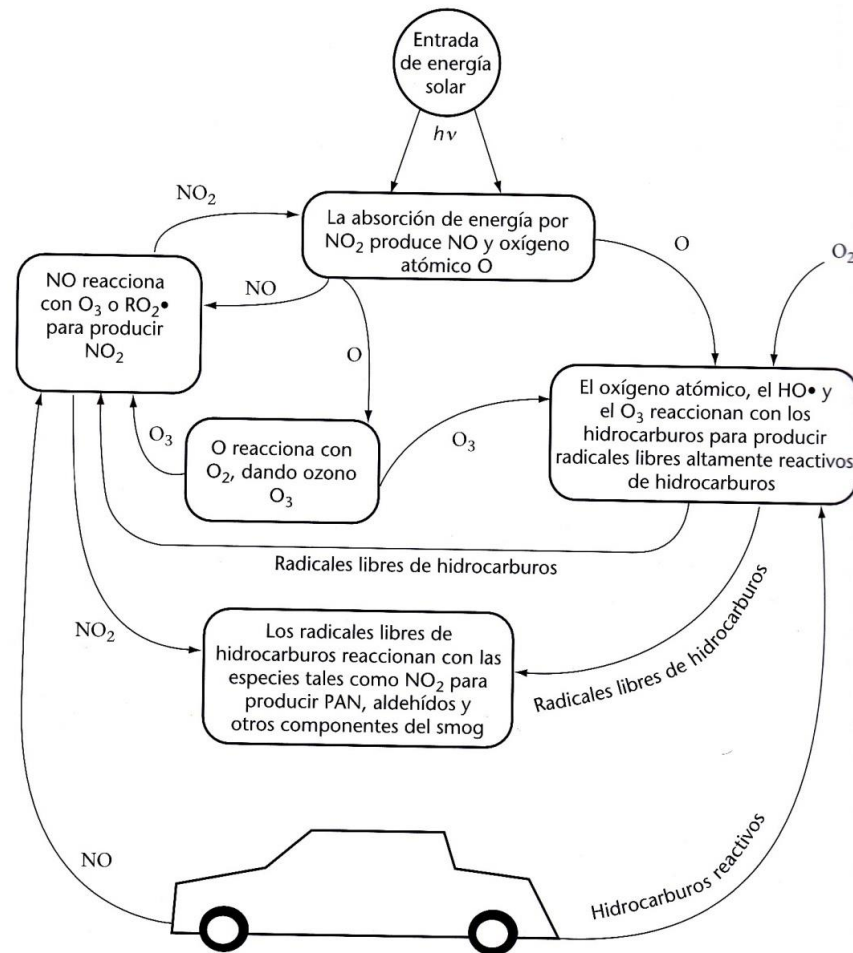 Entrada
de energía
solar
hν
NO₂
La absorción de energía por
NO₂ produce NO y oxígeno
atómico O
O
O₂
NO reacciona
con O₃ o RO₂•
para producir
NO₂
NO
O
El oxígeno atómico, el HO• y
el O₃ reaccionan con los
hidrocarburos para producir
radicales libres altamente reactivos
de hidrocarburos
O₃
O reacciona con
O₂, dando ozono
O₃
O₃
Radicales libres de hidrocarburos
NO₂
Los radicales libres de
hidrocarburos reaccionan con las
especies tales como NO₂ para
producir PAN, aldehídos y
otros componentes del smog
Radicales libres de hidrocarburos
NO
Hidrocarburos reactivos